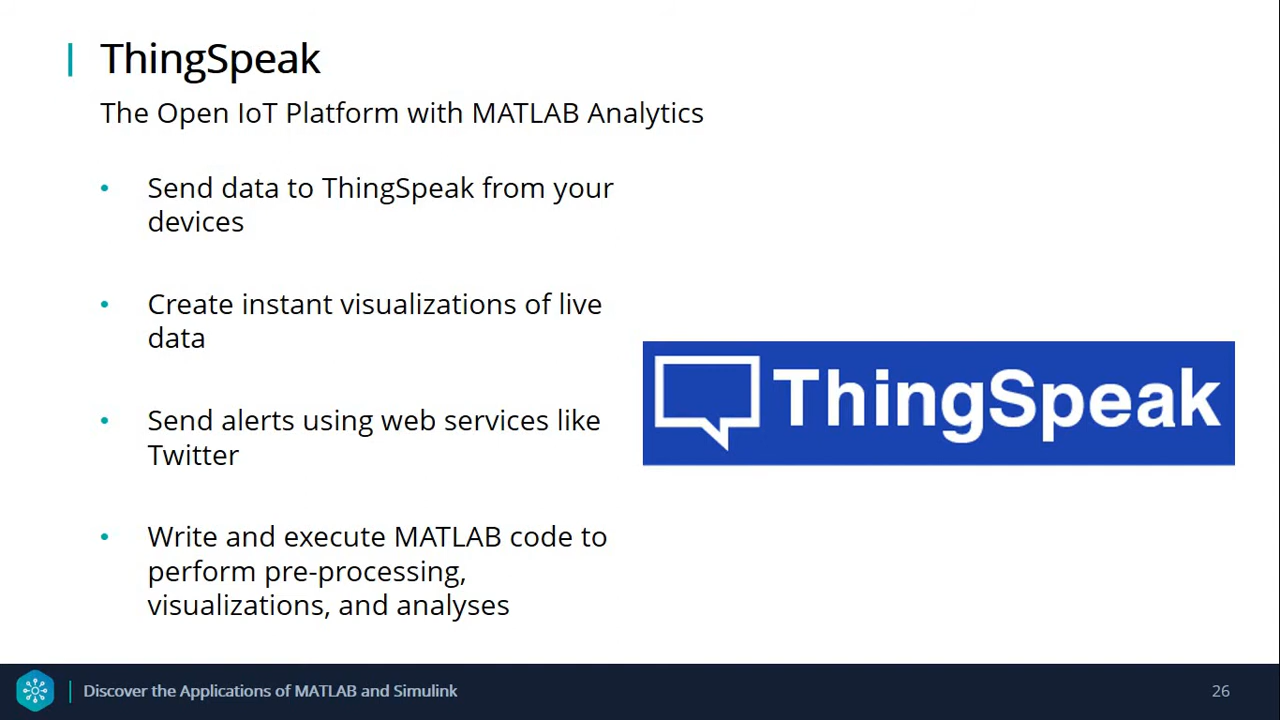 ThingSpeak
The Open IoT Platform with MATLAB Analytics
• Send data to ThingSpeak from your
devices
• Create instant visualizations of live
data
• Send alerts using web services like
Twitter
• Write and execute MATLAB code to
perform pre-processing,
visualizations, and analyses
ThingSpeak
Discover the Applications of MATLAB and Simulink
26